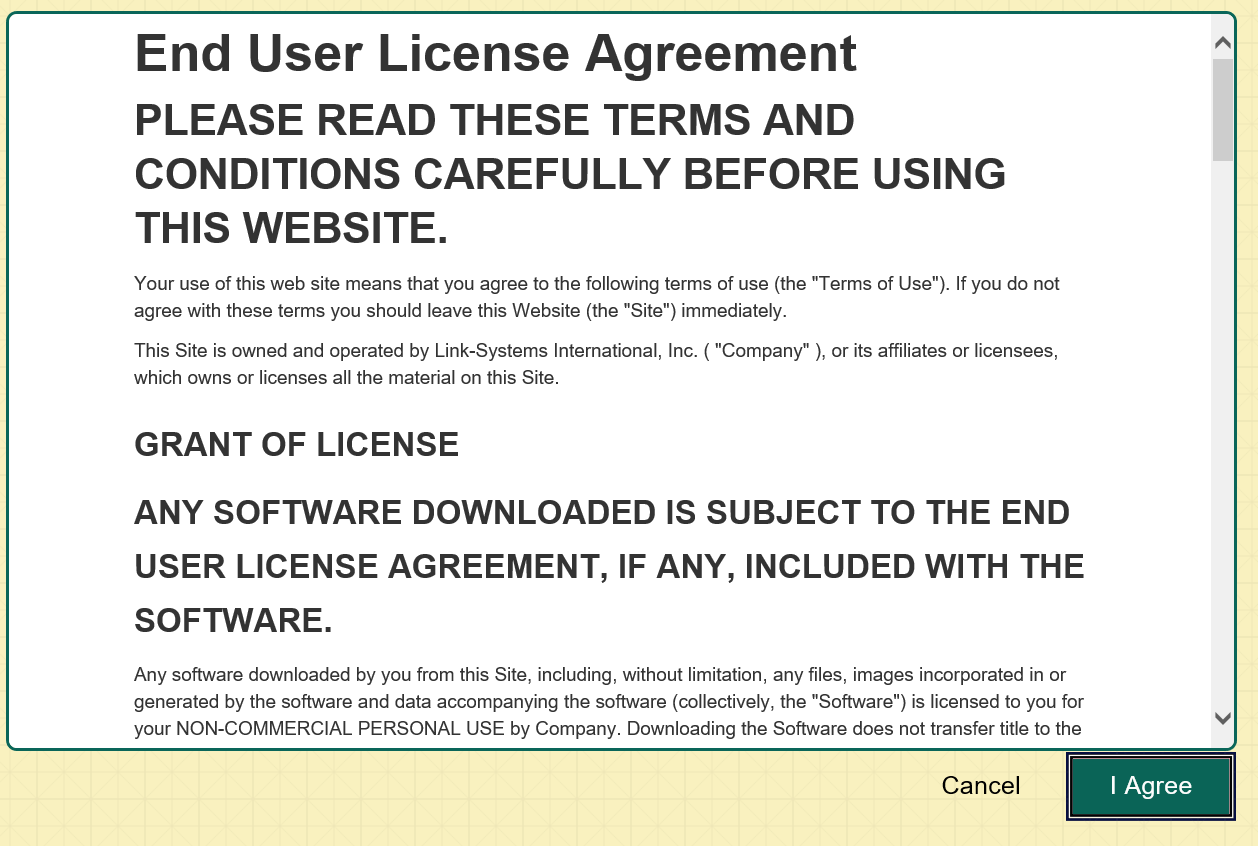 End User License Agreement
PLEASE READ THESE TERMS AND
CONDITIONS CAREFULLY BEFORE USING
THIS WEBSITE.
Your use of this web site means that you agree to the following terms of use (the "Terms of Use"). If you do not
agree with these terms you should leave this Website (the "Site") immediately.
This Site is owned and operated by Link-Systems International, Inc. ( "Company" ), or its affiliates or licensees,
which owns or licenses all the material on this Site.
GRANT OF LICENSE
ANY SOFTWARE DOWNLOADED IS SUBJECT TO THE END
USER LICENSE AGREEMENT, IF ANY, INCLUDED WITH THE
SOFTWARE.
Any software downloaded by you from this Site, including, without limitation, any files, images incorporated in or
generated by the software and data accompanying the software (collectively, the "Software") is licensed to you for
your NON-COMMERCIAL PERSONAL USE by Company. Downloading the Software does not transfer title to the
Cancel
I Agree